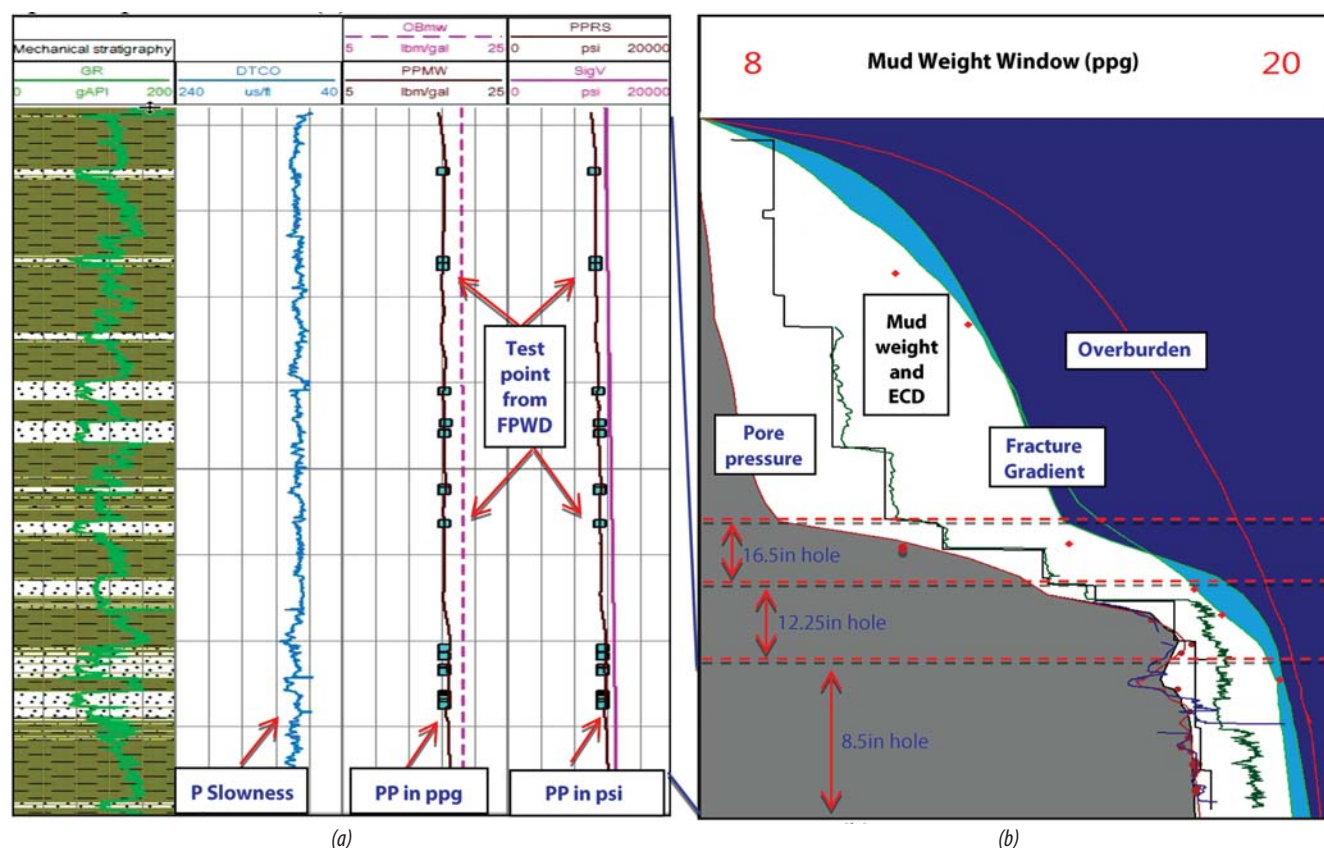 OBmw
5 lbm/gal 25
PPRS
0 psi 20000
Mechanical stratigraphy
GR
0 gAPI 200
DTCO
240 us/ft 40
PPMW
5 lbm/gal 25
SigV
0 psi 20000
8 Mud Weight Window (ppg) 20
Test
point
from
FPWD
P Slowness
PP in ppg
PP in psi
Mud
weight
and
ECD
Overburden
Pore
pressure
Fracture
Gradient
16.5in hole
12.25in hole
8.5in hole
(a)
(b)